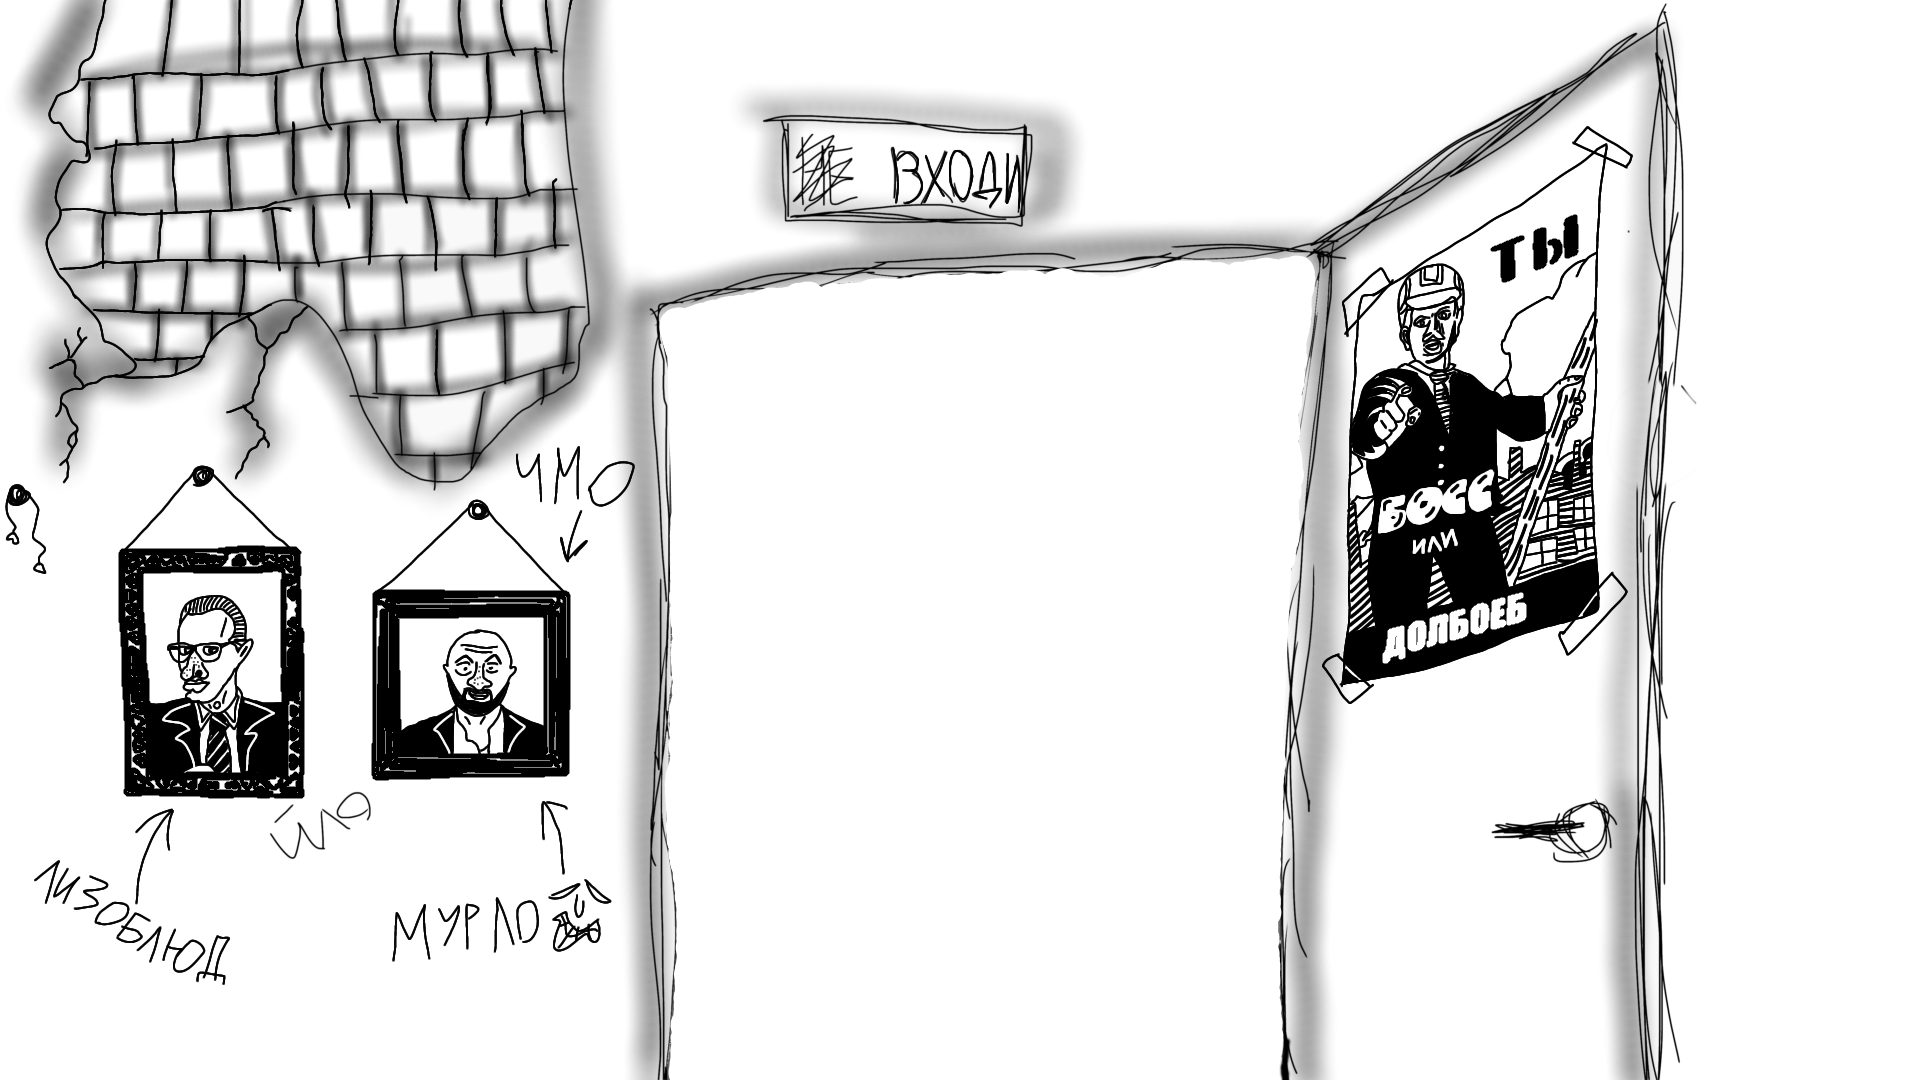 ВХОДИ
ТЫ
БОСС
ИЛИ
ДОЛБОЕБ
ЧМО
ЛИЗОБЛЮД
МУРЛО